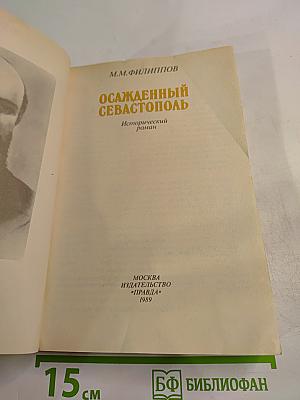 М.М.ФИЛИППОВ
ОСАЖДЕННЫЙ
СЕВАСТОПОЛЬ
Исторический
роман
МОСКВА
ИЗДАТЕЛЬСТВО
«ПРАВДА»
1989
15 см
БФ БИБЛИОФАН